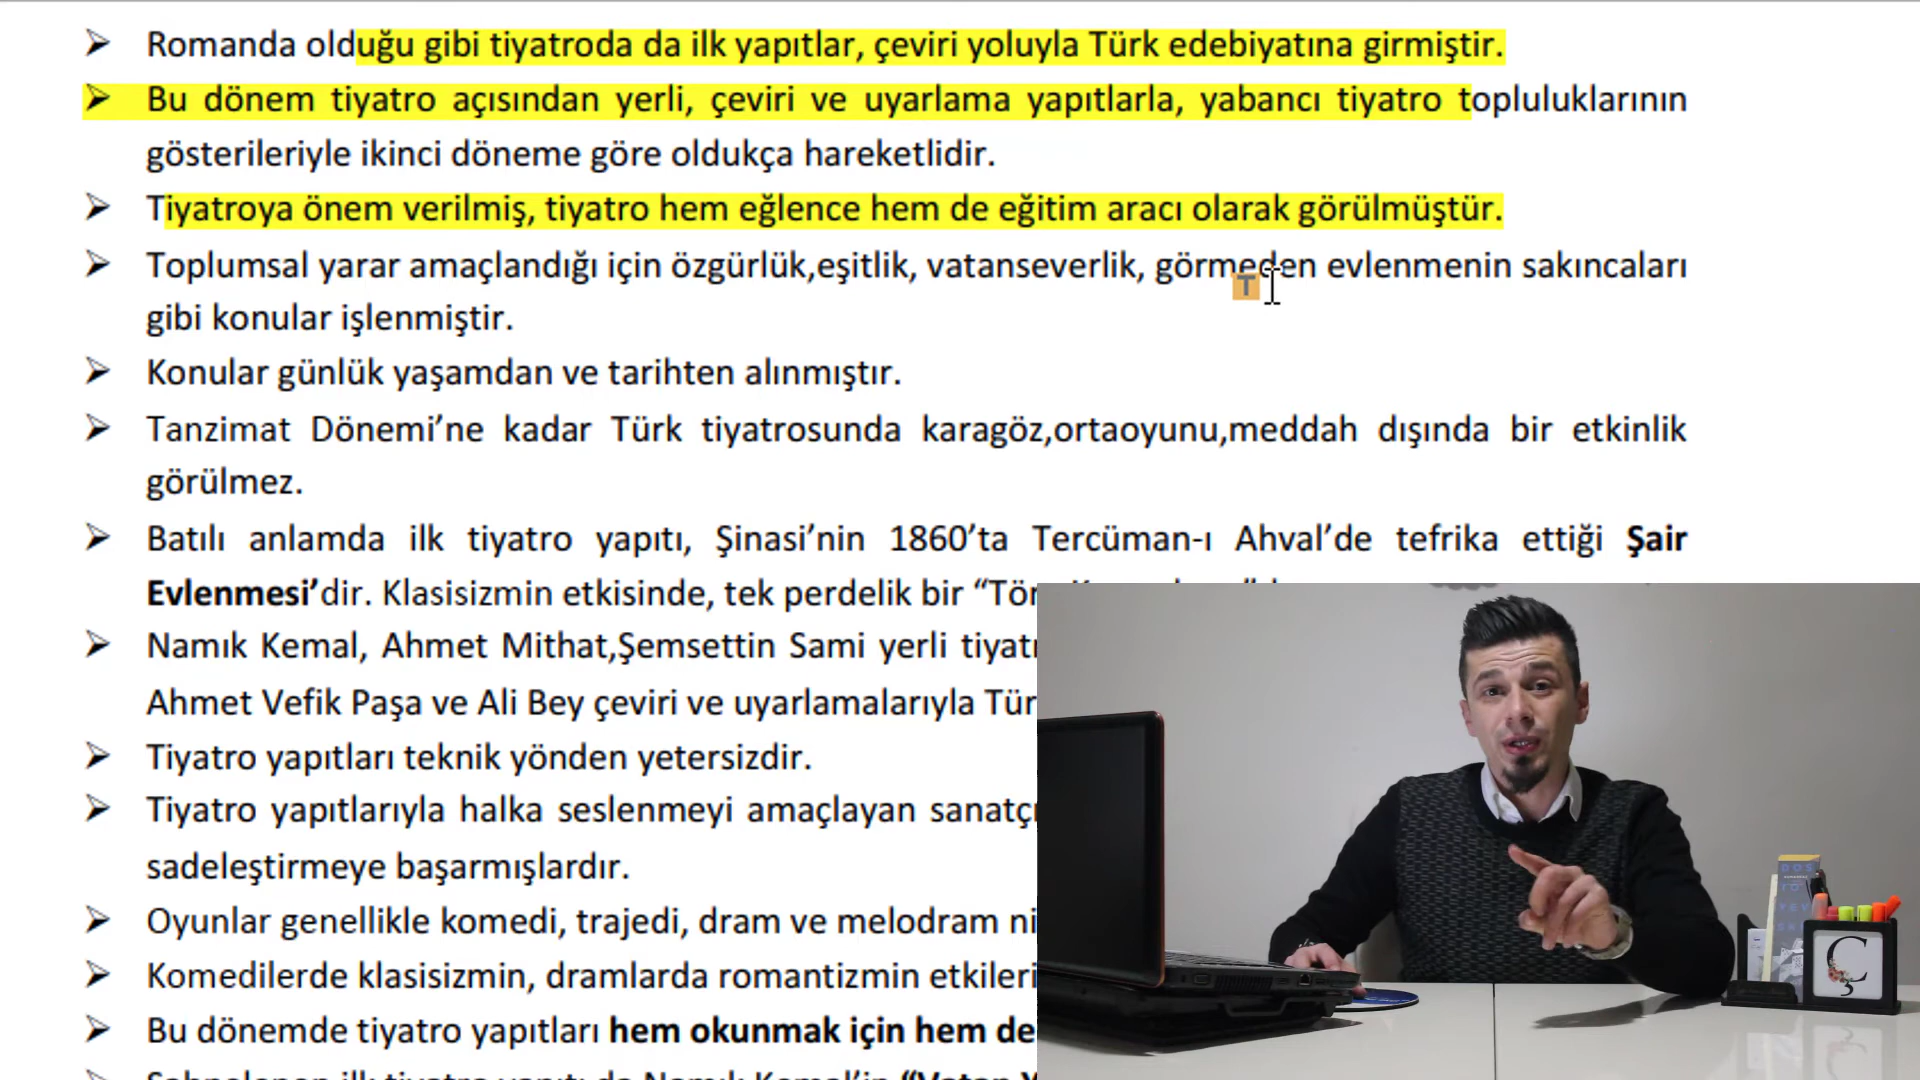 Romanda olduğu gibi tiyatroda da ilk yapıtlar, çeviri yoluyla Türk edebiyatına girmiştir.
Bu dönem tiyatro açısından yerli, çeviri ve uyarlama yapıtlarla, yabancı tiyatro topluluklarının
gösterileriyle ikinci döneme göre oldukça hareketlidir.
Tiyatroya önem verilmiş, tiyatro hem eğlence hem de eğitim aracı olarak görülmüştür.
Toplumsal yarar amaçlandığı için özgürlük,eşitlik, vatanseverlik, görmeden evlenmenin sakıncaları
T
gibi konular işlenmiştir.
Konular günlük yaşamdan ve tarihten alınmıştır.
Tanzimat Dönemi’ne kadar Türk tiyatrosunda karagöz,ortaoyunu,meddah dışında bir etkinlik
görülmez.
Batılı anlamda ilk tiyatro yapıtı, Şinasi’nin 1860’ta Tercüman-ı Ahval’de tefrika ettiği Şair
Evlenmesi’dir. Klasisizmin etkisinde, tek perdelik bir
Namık Kemal, Ahmet Mithat,Şemsettin Sami yerli
Ahmet Vefik Paşa ve Ali Bey çeviri ve uyarlamalarıyla
Tiyatro yapıtları teknik yönden yetersizdir.
Tiyatro yapıtlarıyla halka seslenmeyi amaçlayan
sadeleştirmeye başarmışlardır.
Oyunlar genellikle komedi, trajedi, dram ve melodram
Komedilerde klasisizmin, dramlarda romantizmin
Bu dönemde tiyatro yapıtları hem okunmak için hem de
Ç